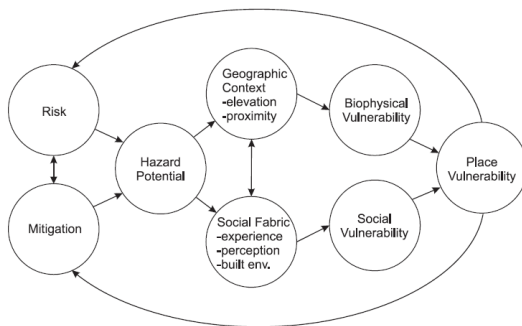 Risk
Mitigation
Hazard
Potential
Geographic
Context
-elevation
-proximity
Social Fabric
-experience
-perception
-built env.
Biophysical
Vulnerability
Social
Vulnerability
Place
Vulnerability